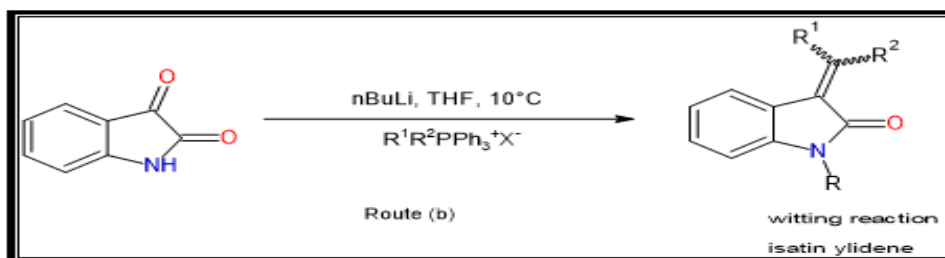 O
O
NH
nBuLi, THF, 10°C
R¹R²PPh₃⁺X⁻
Route (b)
R¹
R²
O
N
R
witting reaction
isatin ylidene